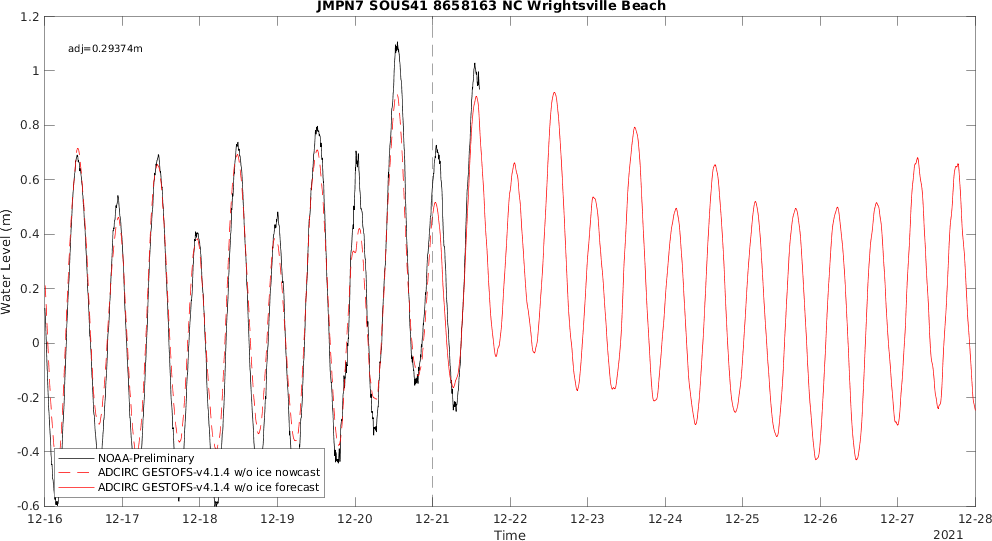 JMPN7 SOUS41 8658163 NC Wrightsville Beach
adj=0.29374m
1.2
1
0.8
0.6
0.4
0.2
0
-0.2
-0.4
-0.6
Water Level (m)
NOAA-Preliminary
ADCIRC GESTOFS-v4.1.4 w/o ice nowcast
ADCIRC GESTOFS-v4.1.4 w/o ice forecast
12-16 12-17 12-18 12-19 12-20 12-21 12-22 12-23 12-24 12-25 12-26 12-27 12-28
Time
2021